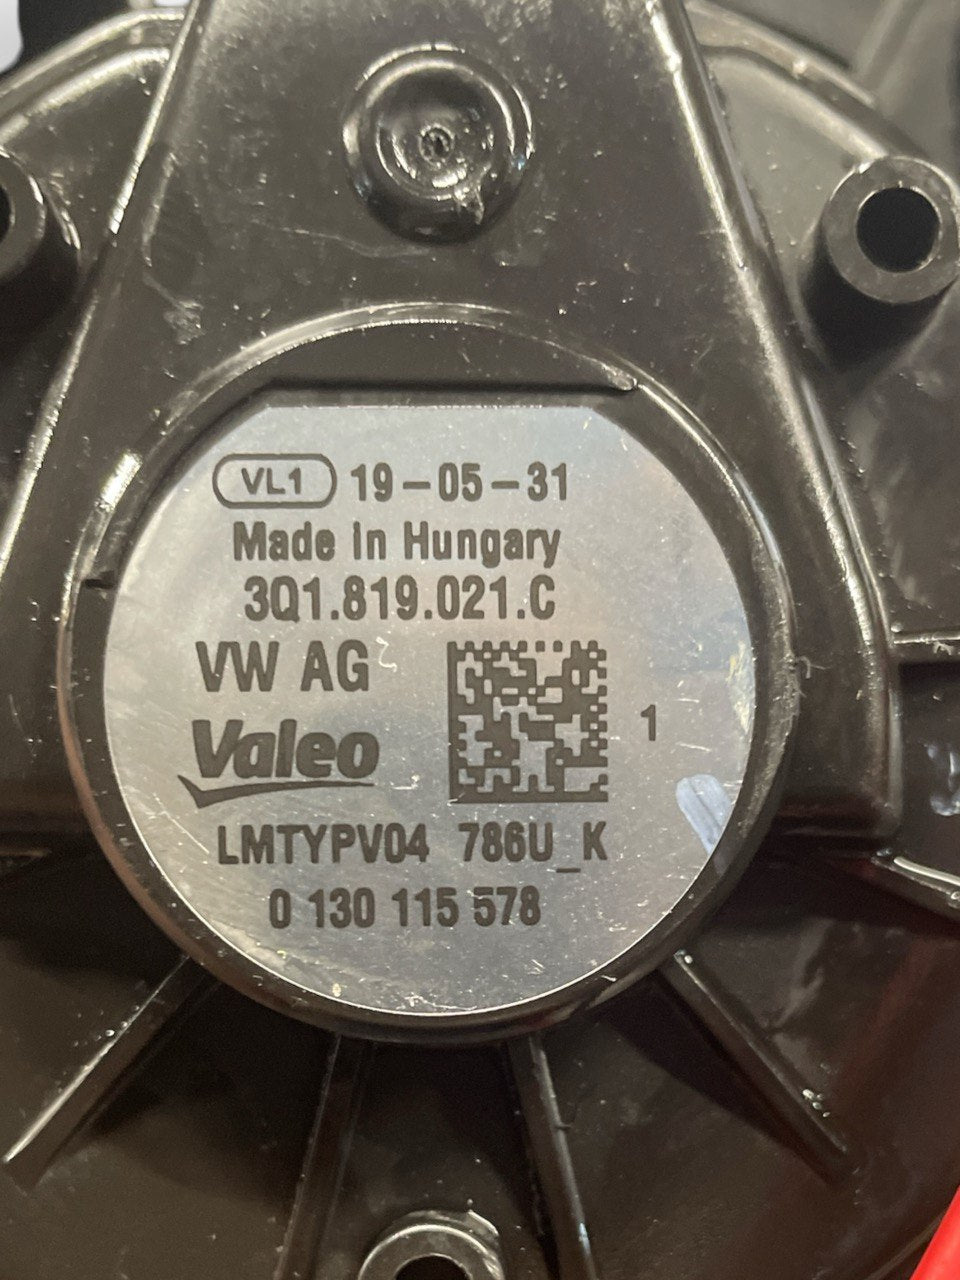 VL1 19-05-31
Made in Hungary
3Q1.819.021.C
VW AG
Valeo
1
LMTYPV04 786U_K
0 130 115 578